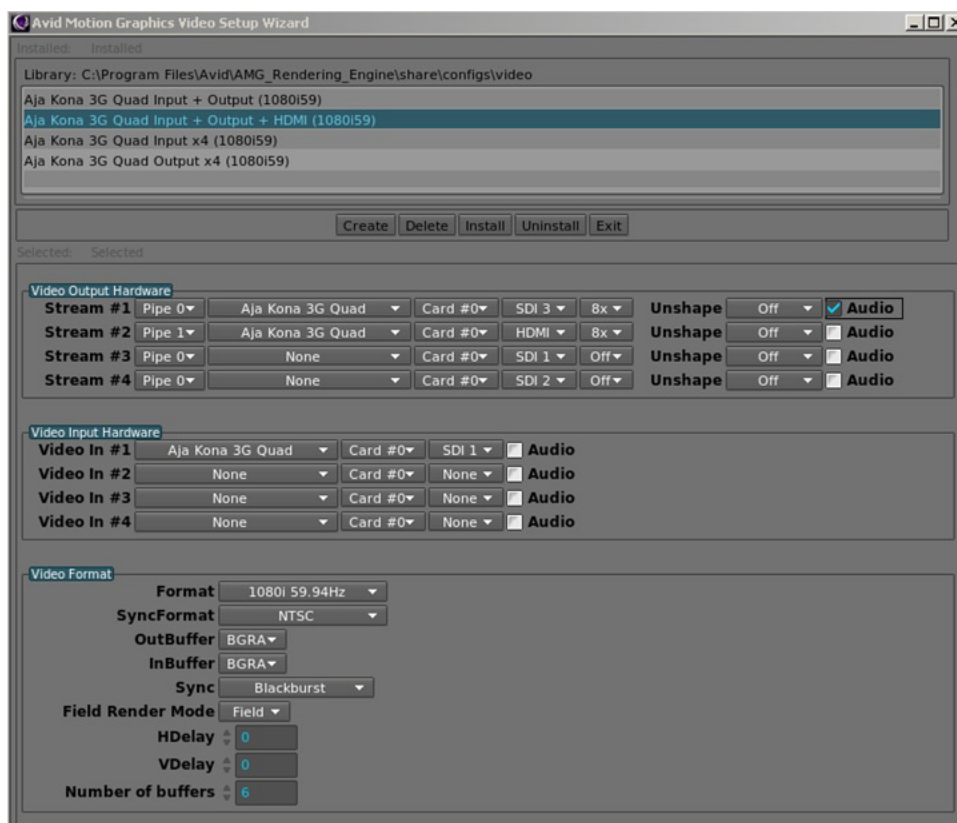 Avid Motion Graphics Video Setup Wizard
Installed: Installed
Library: C:\Program Files\Avid\AMG_Rendering_Engine\share\configs\video
Aja Kona 3G Quad Input + Output (1080i59)
Aja Kona 3G Quad Input + Output + HDMI (1080i59)
Aja Kona 3G Quad Input x4 (1080i59)
Aja Kona 3G Quad Output x4 (1080i59)
Create Delete Install Uninstall Exit
Selected: Selected
Video Output Hardware
Stream #1 Pipe 0 Aja Kona 3G Quad Card #0 SDI 3 8x Unshape Off Audio
Stream #2 Pipe 1 Aja Kona 3G Quad Card #0 HDMI 8x Unshape Off Audio
Stream #3 Pipe 0 None Card #0 SDI 1 Off Unshape Off Audio
Stream #4 Pipe 0 None Card #0 SDI 2 Off Unshape Off Audio
Video Input Hardware
Video In #1 Aja Kona 3G Quad Card #0 SDI 1 Audio
Video In #2 None Card #0 None Audio
Video In #3 None Card #0 None Audio
Video In #4 None Card #0 None Audio
Video Format
Format 1080i 59.94Hz
SyncFormat NTSC
OutBuffer BGRA
InBuffer BGRA
Sync Blackburst
Field Render Mode Field
HDelay 0
VDelay 0
Number of buffers 6